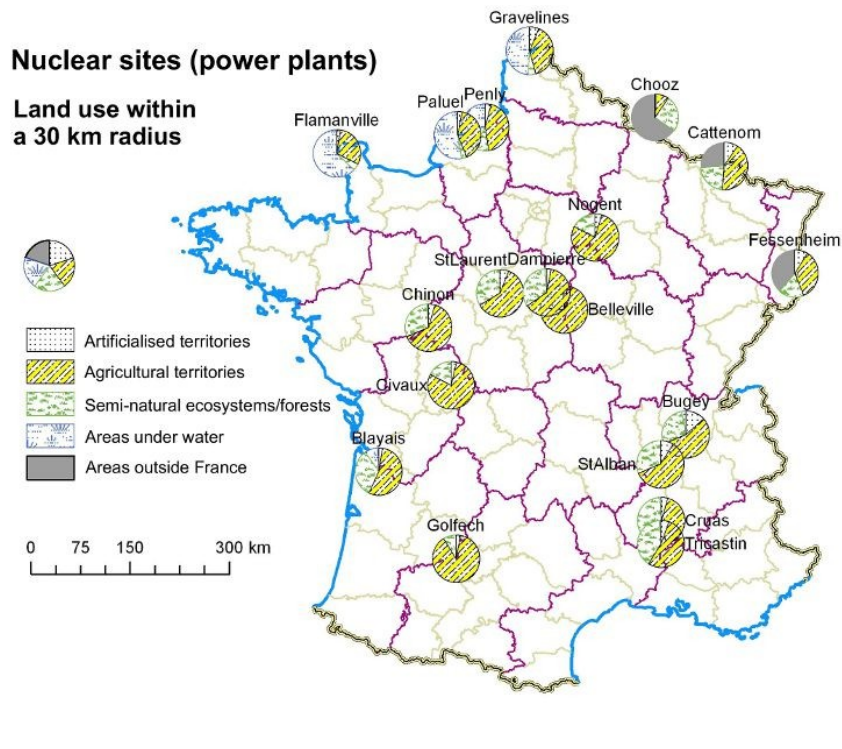 Nuclear sites (power plants)
Land use within
a 30 km radius
Gravelines
Chooz
Penly
Paluel
Flamanville
Cattenom
Nogent
Fessenheim
StLaurent
Dampierre
Chinon
Belleville
Civaux
Bugey
Blayais
StAlban
Golfech
Cruas
Tricastin
Artificialised territories
Agricultural territories
Semi-natural ecosystems/forests
Areas under water
Areas outside France
0 75 150 300 km